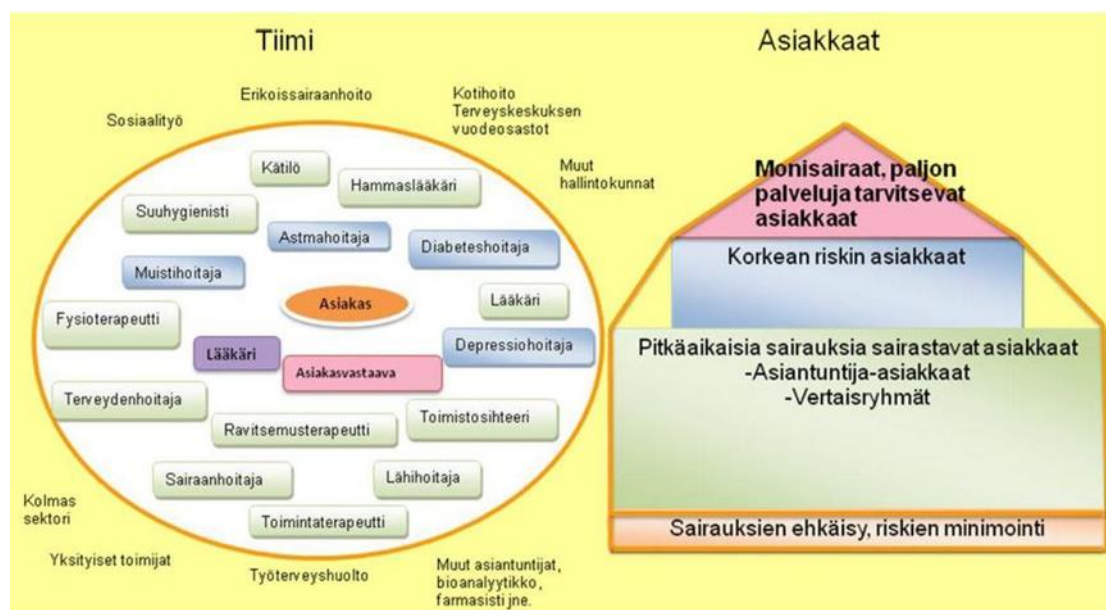 Tiimi
Erikoissairaanhoito
Kotihoito
Terveyskeskuksen
vuodeosastot
Sosiaalityö
Muut
hallintokunnat
Kätilö
Hammaslääkäri
Suuhygienisti
Astmahoitaja
Diabeteshoitaja
Muistihoitaja
Asiakas
Lääkäri
Fysioterapeutti
Lääkäri
Depressiohoitaja
Asiakasvastaava
Terveydenhoitaja
Toimistosihteeri
Ravitsemusterapeutti
Sairaanhoitaja
Lähihoitaja
Toimintaterapeutti
Kolmas
sektori
Yksityiset toimijat
Työterveyshuolto
Muut asiantuntijat,
bioanalyytikko,
farmasisti jne.
Asiakkaat
Monisairaat, paljon
palveluja tarvitsevat
asiakkaat
Korkean riskin asiakkaat
Pitkäaikaisia sairauksia sairastavat asiakkaat
-Asiantuntija-asiakkaat
-Vertaisryhmät
Sairauksien ehkäisy, riskien minimointi